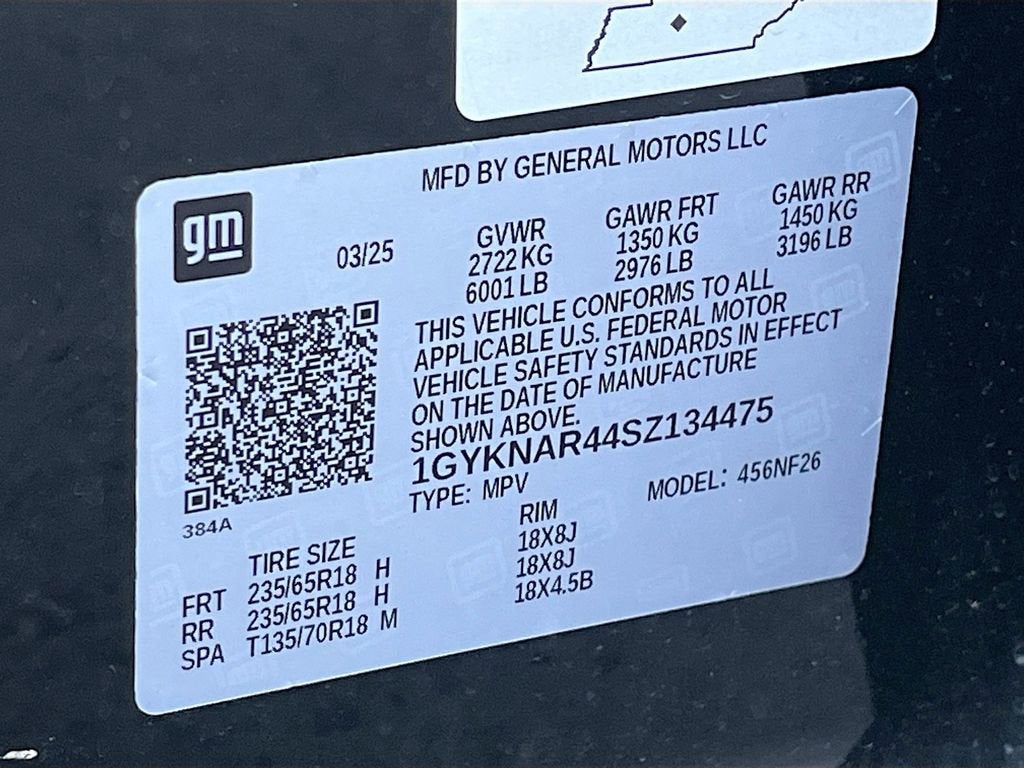 MFD BY GENERAL MOTORS LLC
gm
03/25
GVWR
2722 KG
6001 LB
GAWR FRT
1350 KG
2976 LB
GAWR RR
1450 KG
3196 LB
THIS VEHICLE CONFORMS TO ALL
APPLICABLE U.S. FEDERAL MOTOR
VEHICLE SAFETY STANDARDS IN EFFECT
ON THE DATE OF MANUFACTURE
SHOWN ABOVE.
1GYKNAR44SZ134475
TYPE: MPV MODEL: 456NF26
384A
TIRE SIZE RIM
FRT 235/65R18 H 18X8J
RR 235/65R18 H 18X8J
SPA T135/70R18 M 18X4.5B